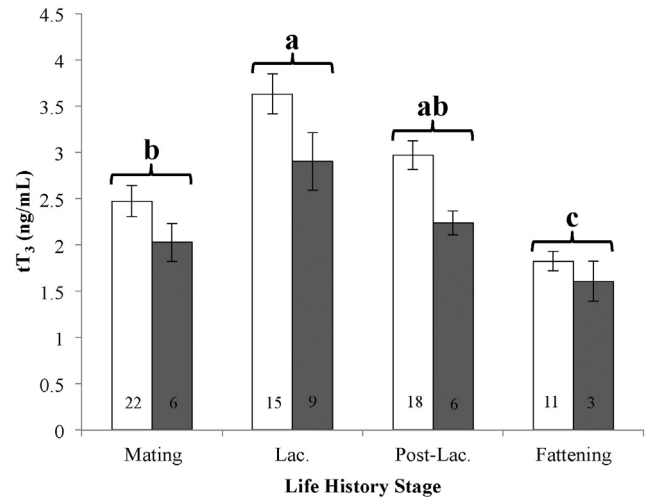 4.5
4
3.5
3
2.5
2
1.5
1
0.5
0
tT3 (ng/mL)
b
a
ab
c
22 6 15 9 18 6 11 3
Mating Lac. Post-Lac. Fattening
Life History Stage